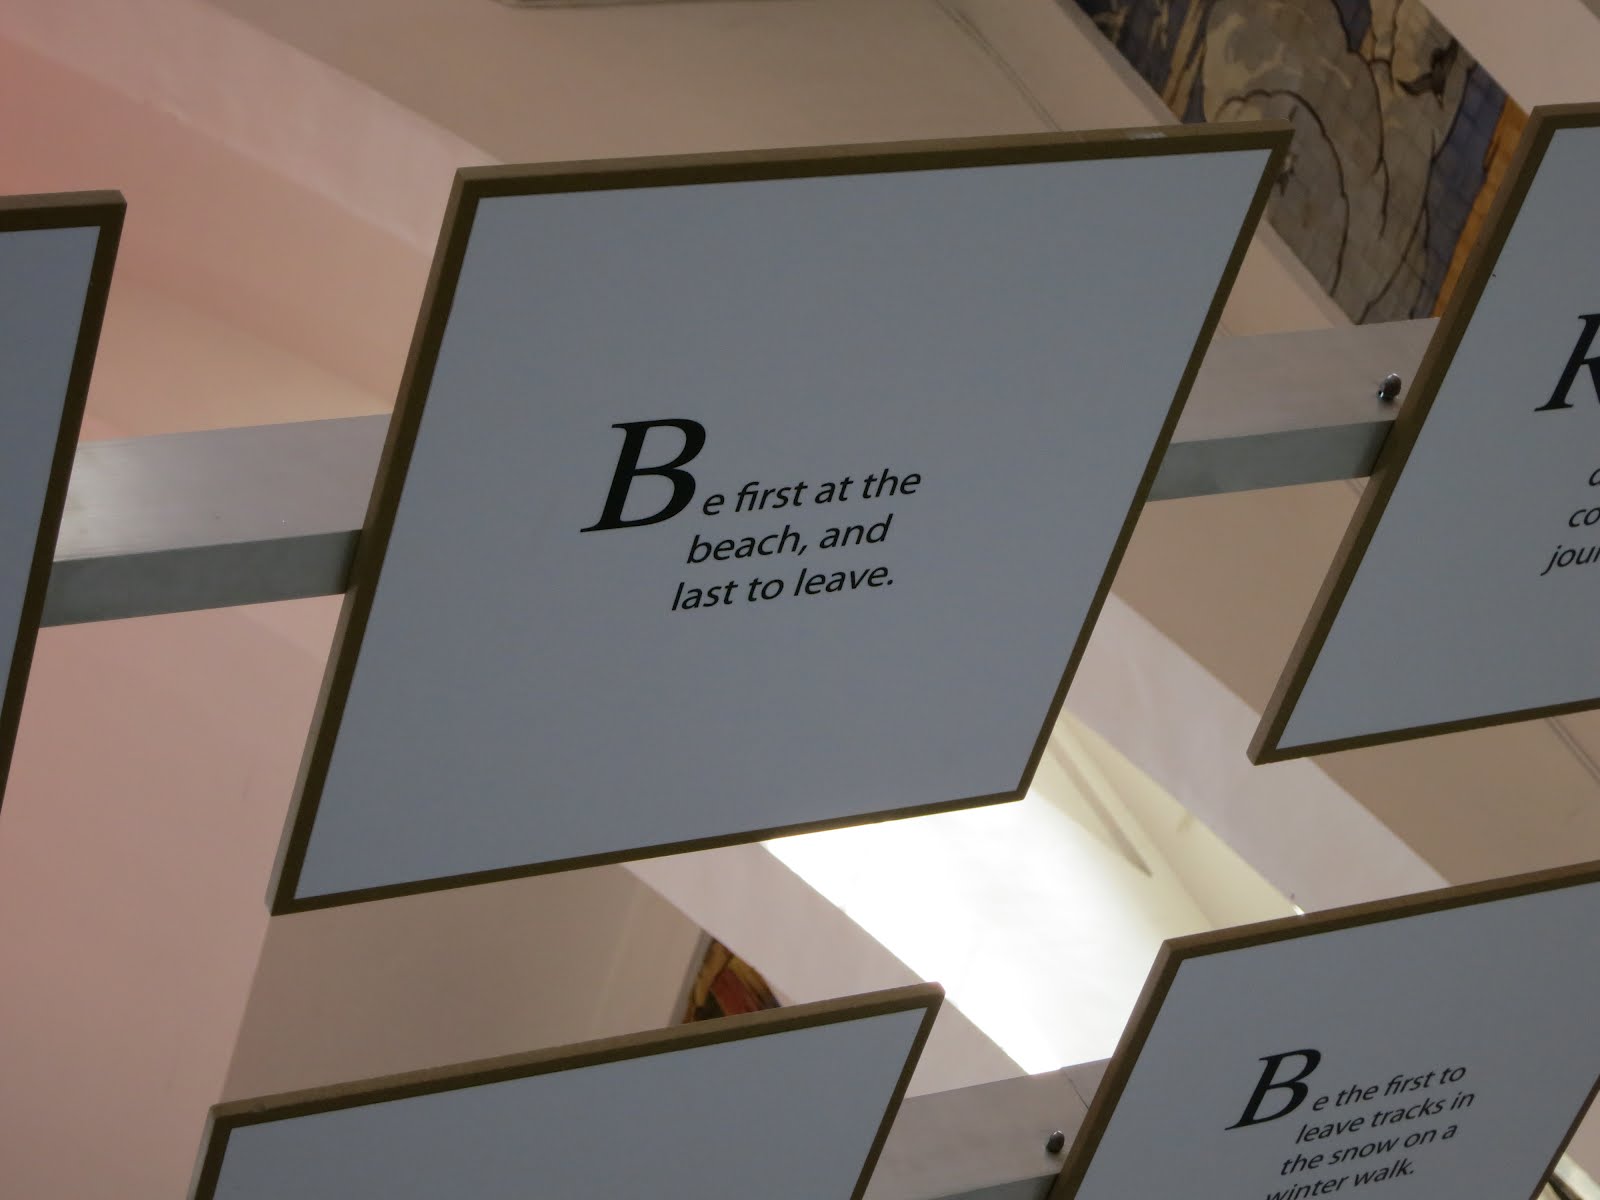 Be first at the
beach, and
last to leave.
Be the first to
leave tracks in
the snow on a
winter walk.